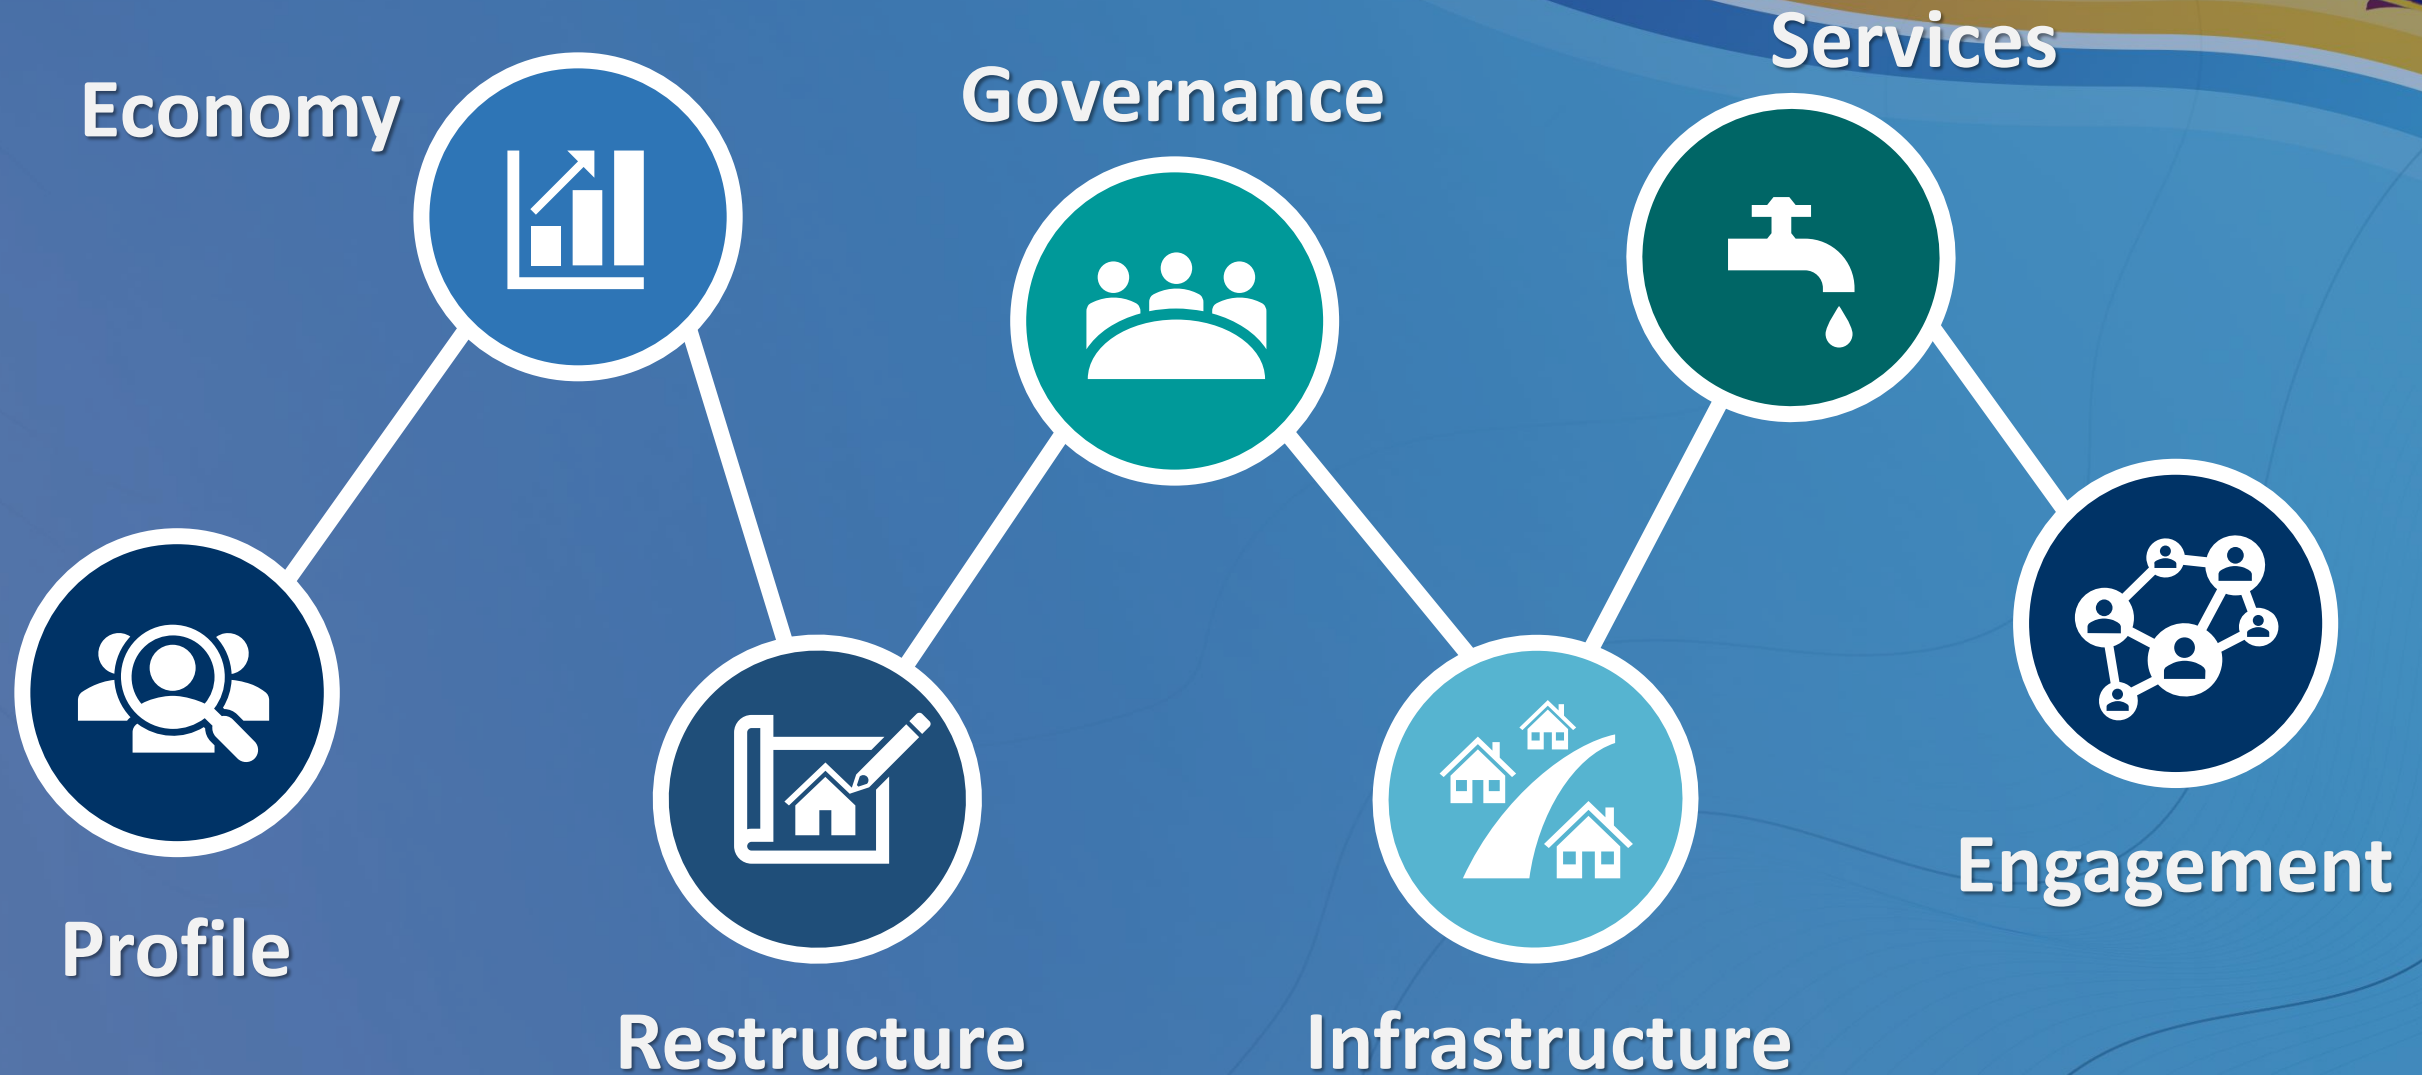 Services
Governance
Economy
Engagement
Profile
Restructure
Infrastructure